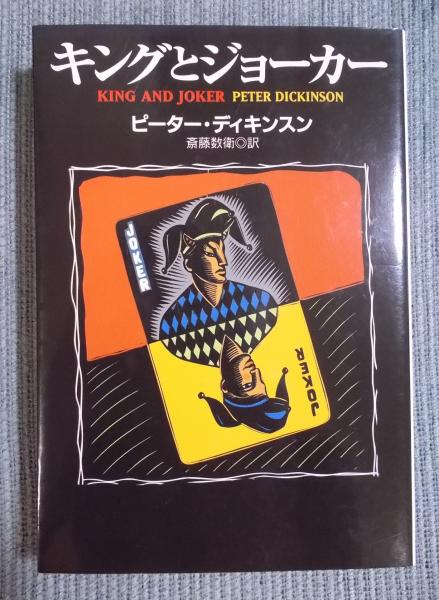 キングとジョーカー
KING AND JOKER PETER DICKINSON
ピーター・ディキンスン
斎藤数衛◎訳
JOKER
JOKER